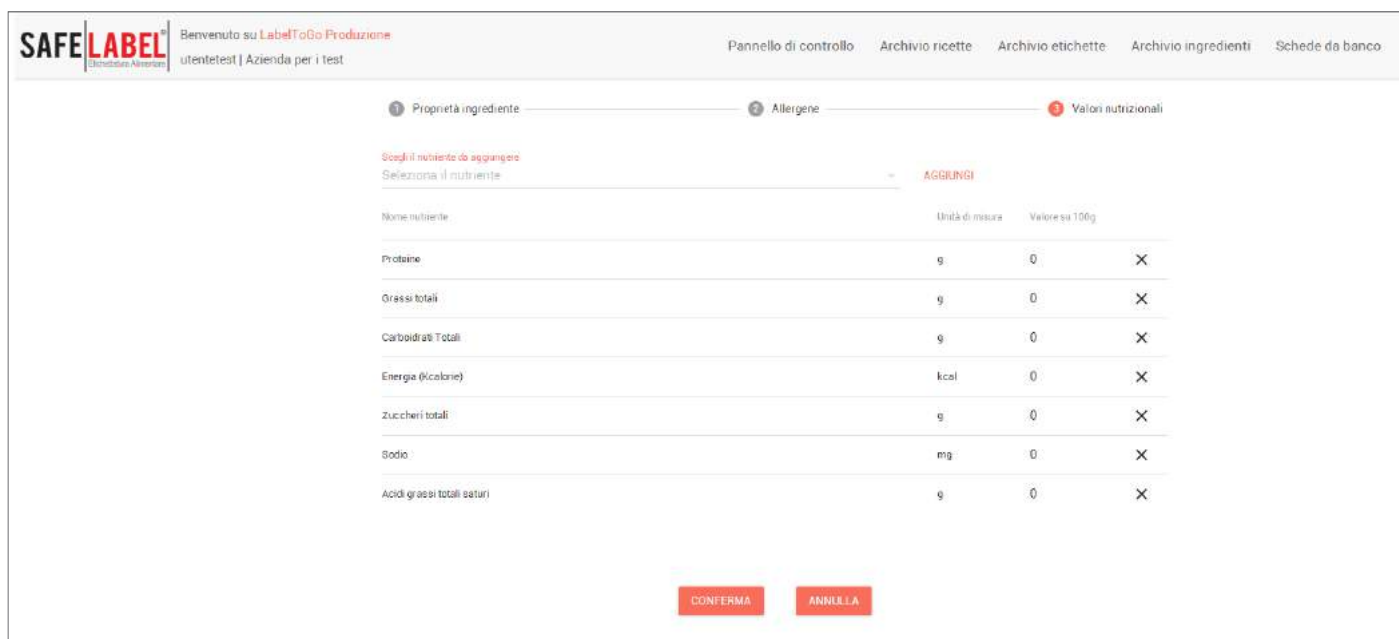 SAFE LABEL®
Etichettatura Alimentare
Benvenuto su LabelToGo Produzione
utentetest | Azienda per i test
Pannello di controllo Archivio ricette Archivio etichette Archivio ingredienti Schede da banco
1 Proprietà ingrediente 2 Allergene 3 Valori nutrizionali
Scegli il nutriente da aggiungere
Seleziona il nutriente AGGIUNGI
Nome nutriente Unità di misura Valore su 100g
Proteine g 0 ×
Grassi totali g 0 ×
Carboidrati Totali g 0 ×
Energia (Kcalorie) kcal 0 ×
Zuccheri totali g 0 ×
Sodio mg 0 ×
Acidi grassi totali saturi g 0 ×
CONFERMA ANNULLA